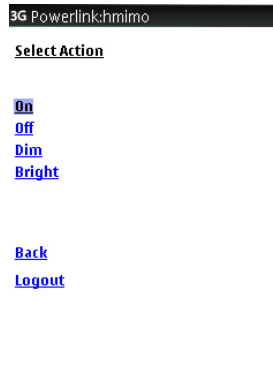 3G Powerlink:hmimo
Select Action
On
Off
Dim
Bright
Back
Logout